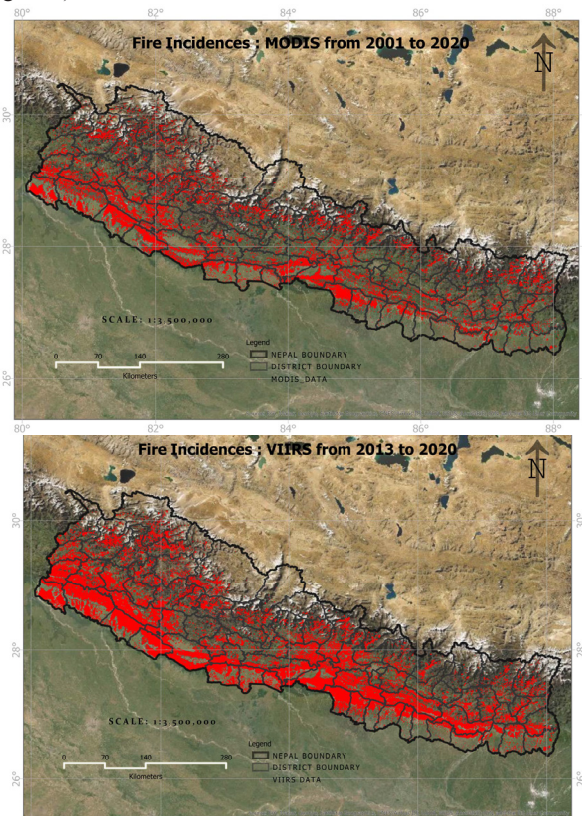 80° 82° 84° 86° 88°
Fire Incidences : MODIS from 2001 to 2020
N
30°
28°
26°
SCALE: 1:3,500,000
0 70 140 280
Kilometers
Legend
NEPAL BOUNDARY
DISTRICT BOUNDARY
MODIS_DATA
80° 82° 84° 86° 88°
Fire Incidences : VIIRS from 2013 to 2020
N
30° 30°
28° 28°
26° 26°
SCALE: 1:3,500,000
0 70 140 280
Kilometers
Legend
NEPAL BOUNDARY
DISTRICT BOUNDARY
VIIRS DATA